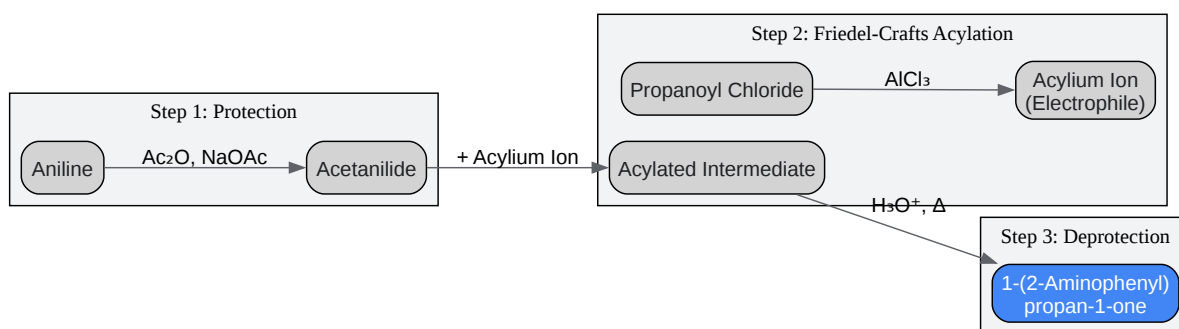 Step 1: Protection
Aniline
Ac₂O, NaOAc
Acetanilide
+ Acylium Ion
Step 2: Friedel-Crafts Acylation
Propanoyl Chloride
AlCl₃
Acylium Ion
(Electrophile)
Acylated Intermediate
H₃O⁺, Δ
Step 3: Deprotection
1-(2-Aminophenyl)
propan-1-one